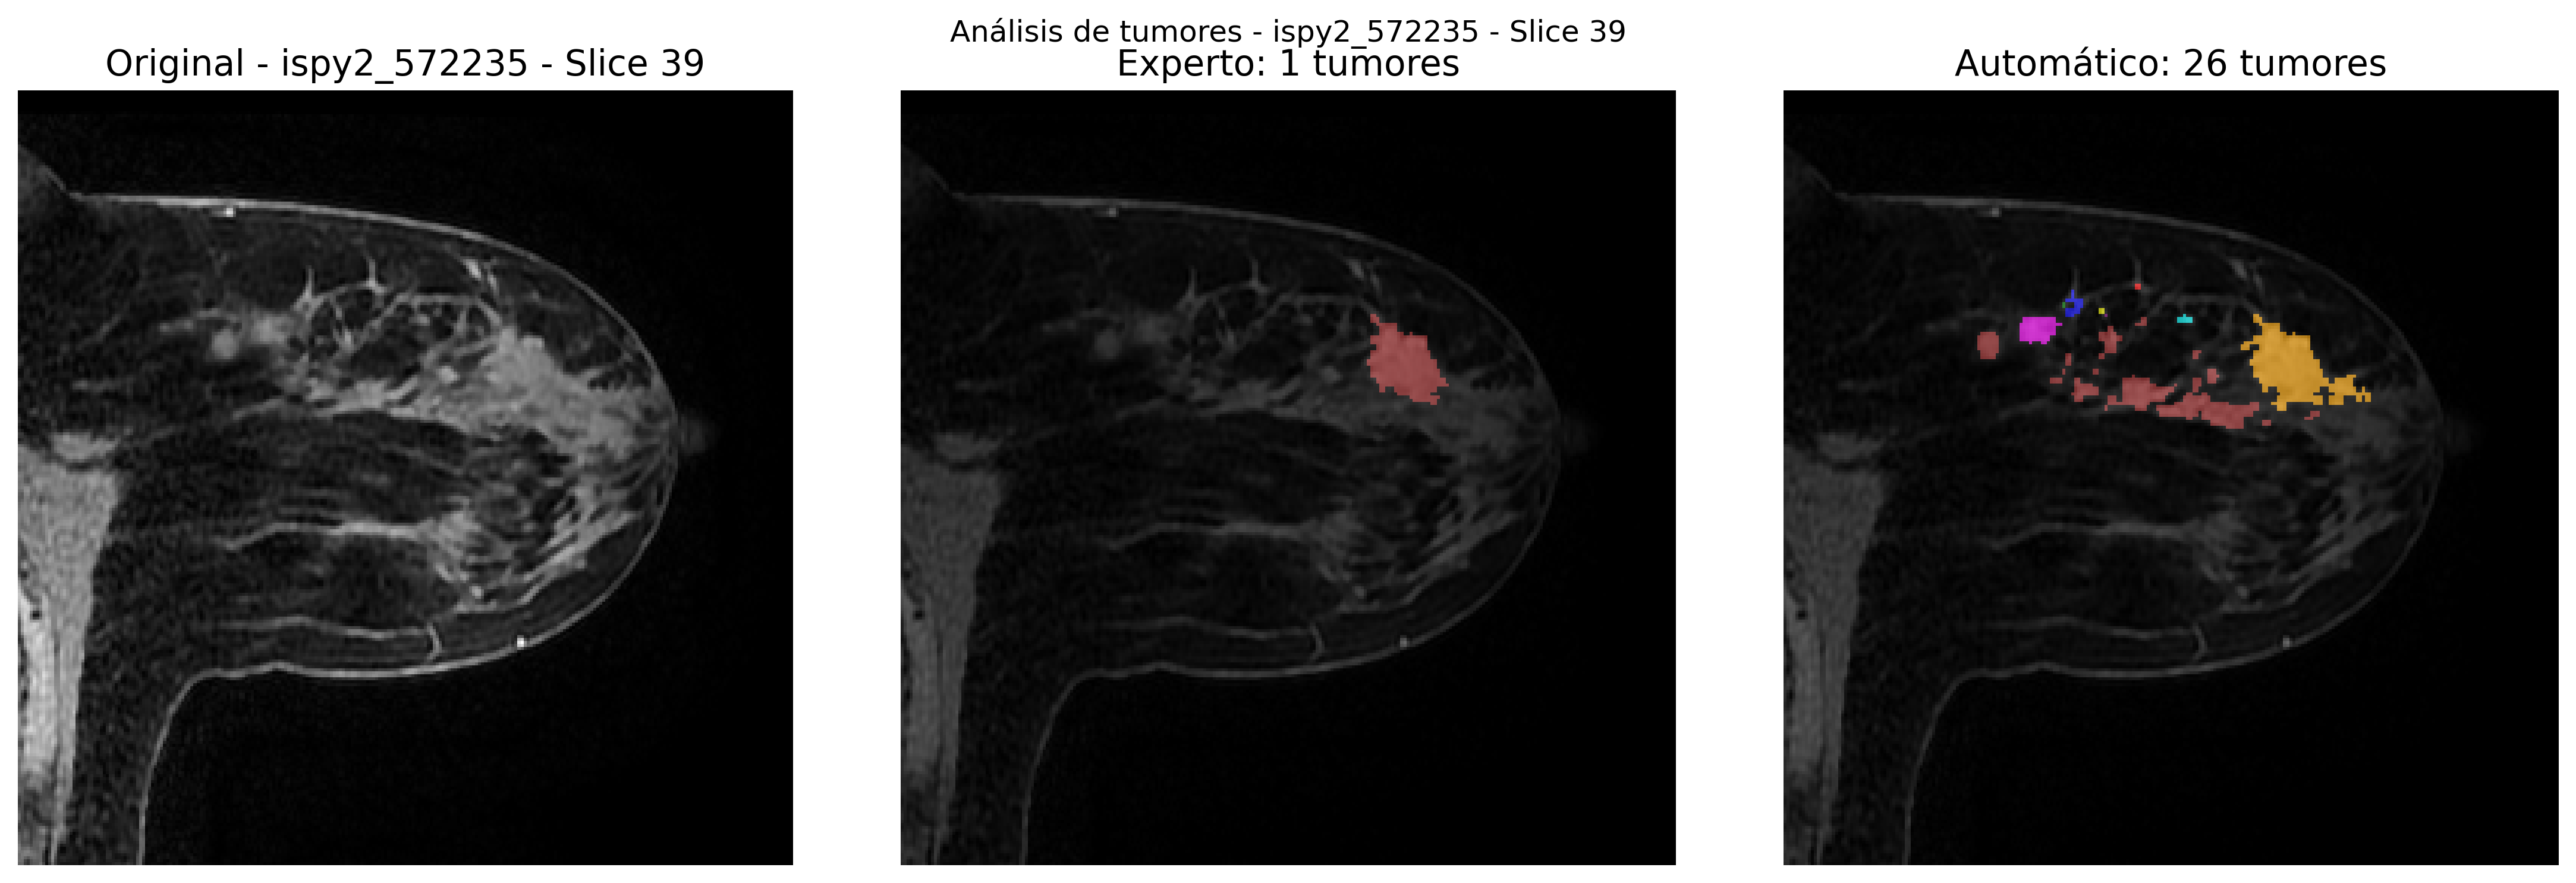 Análisis de tumores - ispy2_572235 - Slice 39
Original - ispy2_572235 - Slice 39
Experto: 1 tumores
Automático: 26 tumores